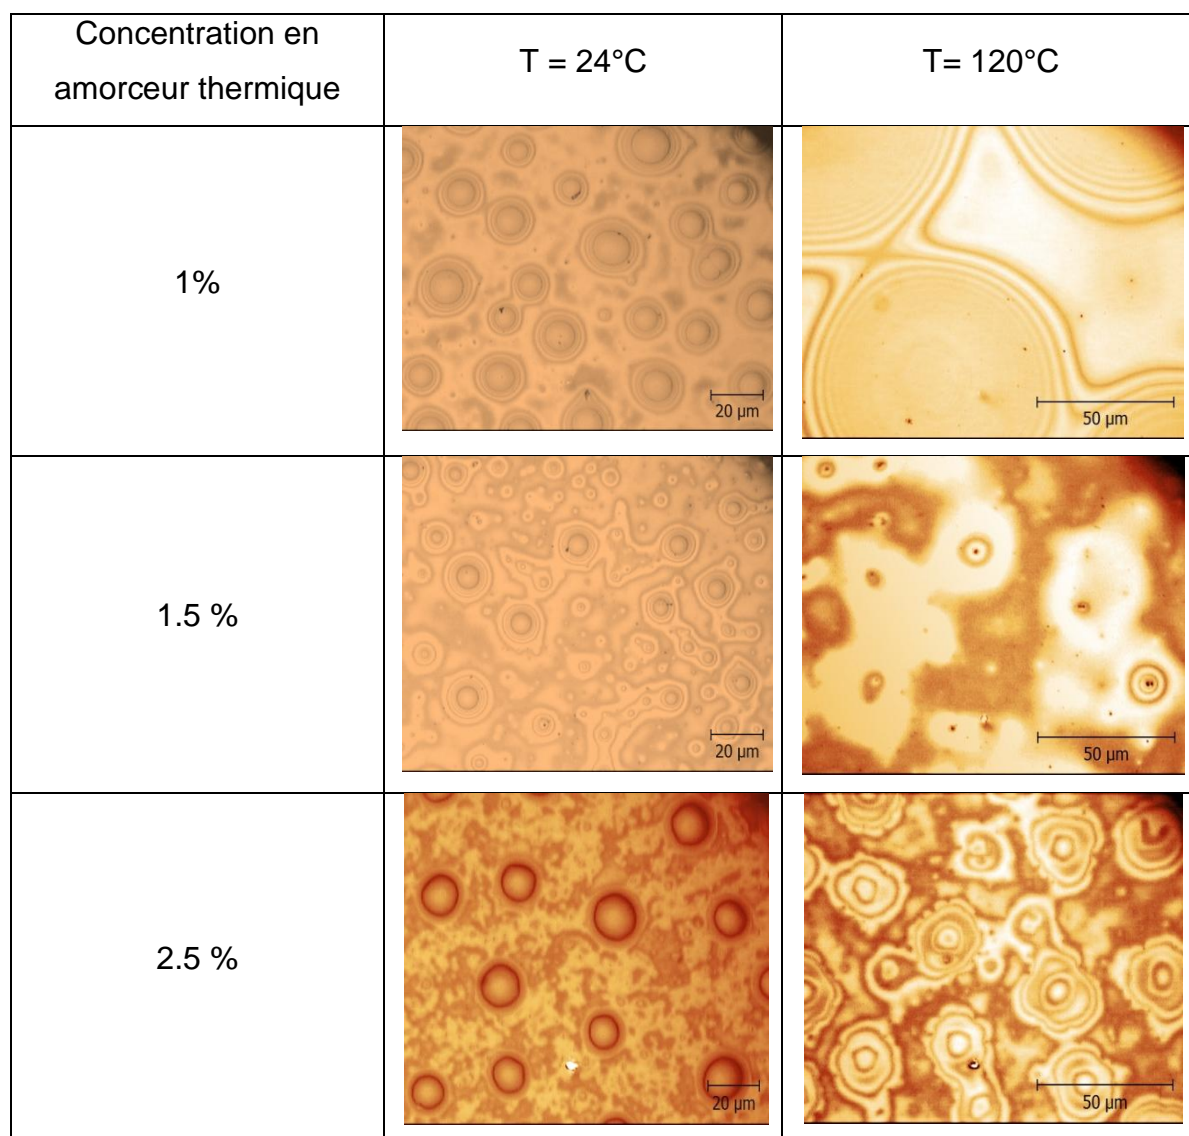 Concentration en
amorceur thermique
T = 24°C
T= 120°C
1%
20 µm
50 µm
1.5 %
20 µm
50 µm
2.5 %
20 µm
50 µm